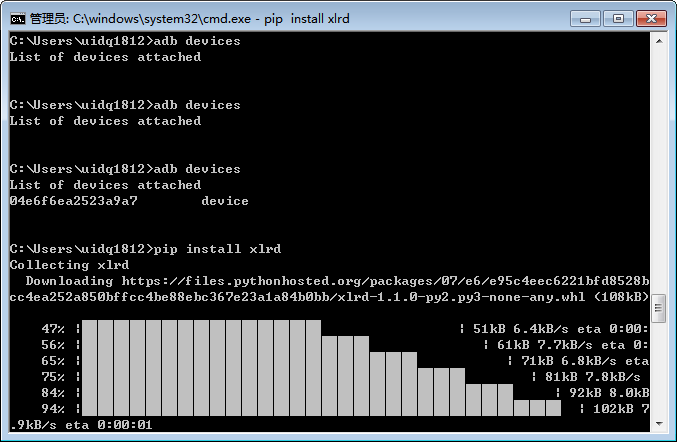 管理员: C:\windows\system32\cmd.exe - pip  install xlrd
C:\Users\uidq1812>adb devices
List of devices attached
C:\Users\uidq1812>adb devices
List of devices attached
C:\Users\uidq1812>adb devices
List of devices attached
04e6f6ea2523a9a7        device
C:\Users\uidq1812>pip install xlrd
Collecting xlrd
  Downloading https://files.pythonhosted.org/packages/07/e6/e95c4eec6221bfd8528b
cc4ea252a850bffcc4be88ebc367e23a1a84b0bb/xlrd-1.1.0-py2.py3-none-any.whl (108kB)
47% | | 51kB 6.4kB/s eta 0:00:
56% | | 61kB 7.7kB/s eta 0:
65% | | 71kB 6.8kB/s eta
75% | | 81kB 7.8kB/s
84% | | 92kB 8.0kB
94% | | 102kB 7
.9kB/s eta 0:00:01